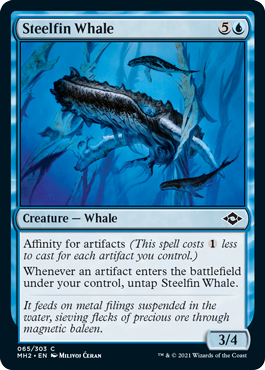 Steelfin Whale 5
Creature — Whale
Affinity for artifacts (This spell costs 1 less
to cast for each artifact you control.)
Whenever an artifact enters the battlefield
under your control, untap Steelfin Whale.
It feeds on metal filings suspended in the
water, sieving flecks of precious ore through
magnetic baleen.
3/4
065/303 C
MH2 • EN Milivoj Ćeran
™ & © 2021 Wizards of the Coast